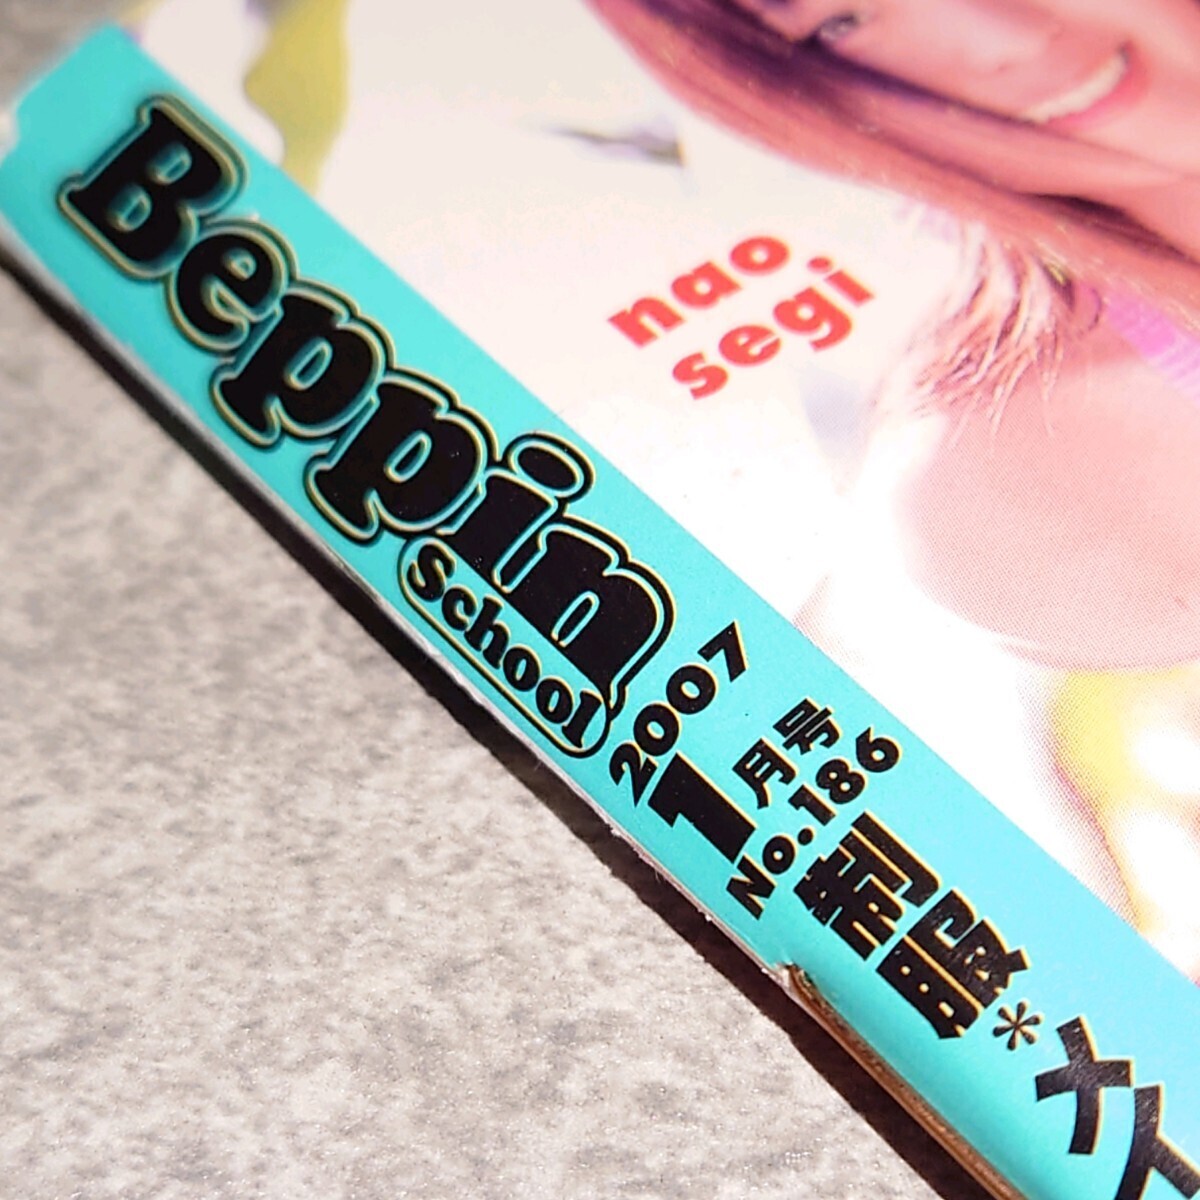 Beppin
School
2007
1月号
No.186
制服*
nao
segi